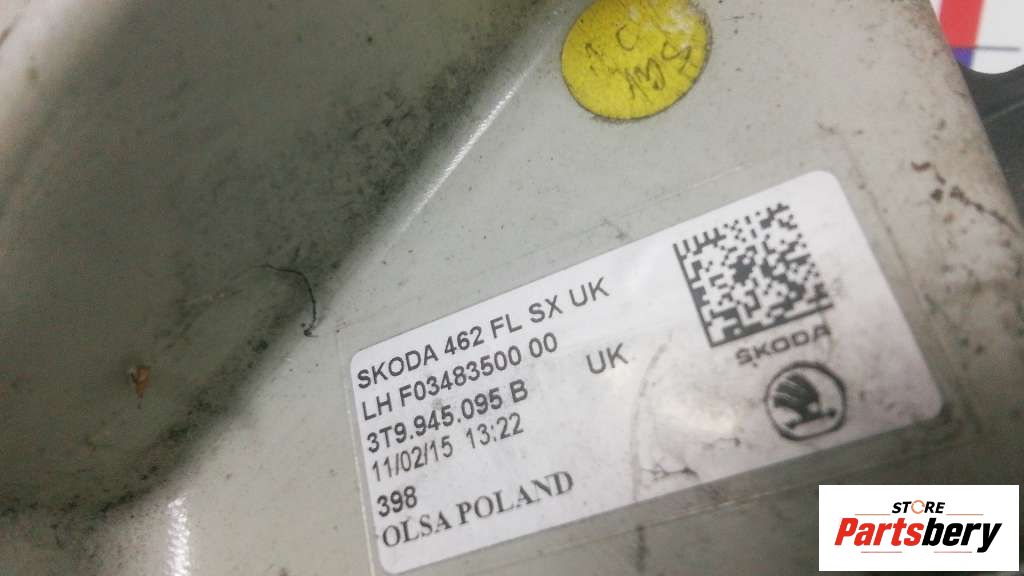 SKODA 462 FL SX UK
LH F03483500 00
3T9.945.095 B UK
11/02/15 13:22
398
OLSA POLAND
ŠKODA
STORE
Partsbery